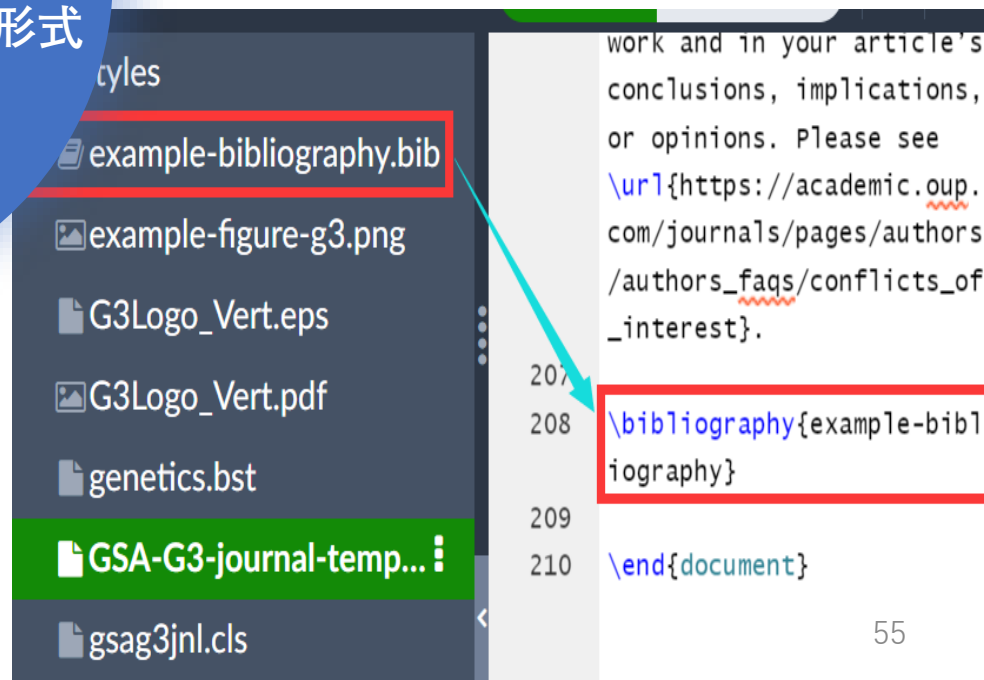 形式
tyles
example-bibliography.bib
example-figure-g3.png
G3Logo_Vert.eps
G3Logo_Vert.pdf
genetics.bst
GSA-G3-journal-temp...
gsag3jnl.cls
work and in your article's
conclusions, implications,
or opinions. Please see
\url{https://academic.oup.
com/journals/pages/authors
/authors_faqs/conflicts_of
_interest}.
207
208 \bibliography{example-bibl
iography}
209
210 \end{document}
55